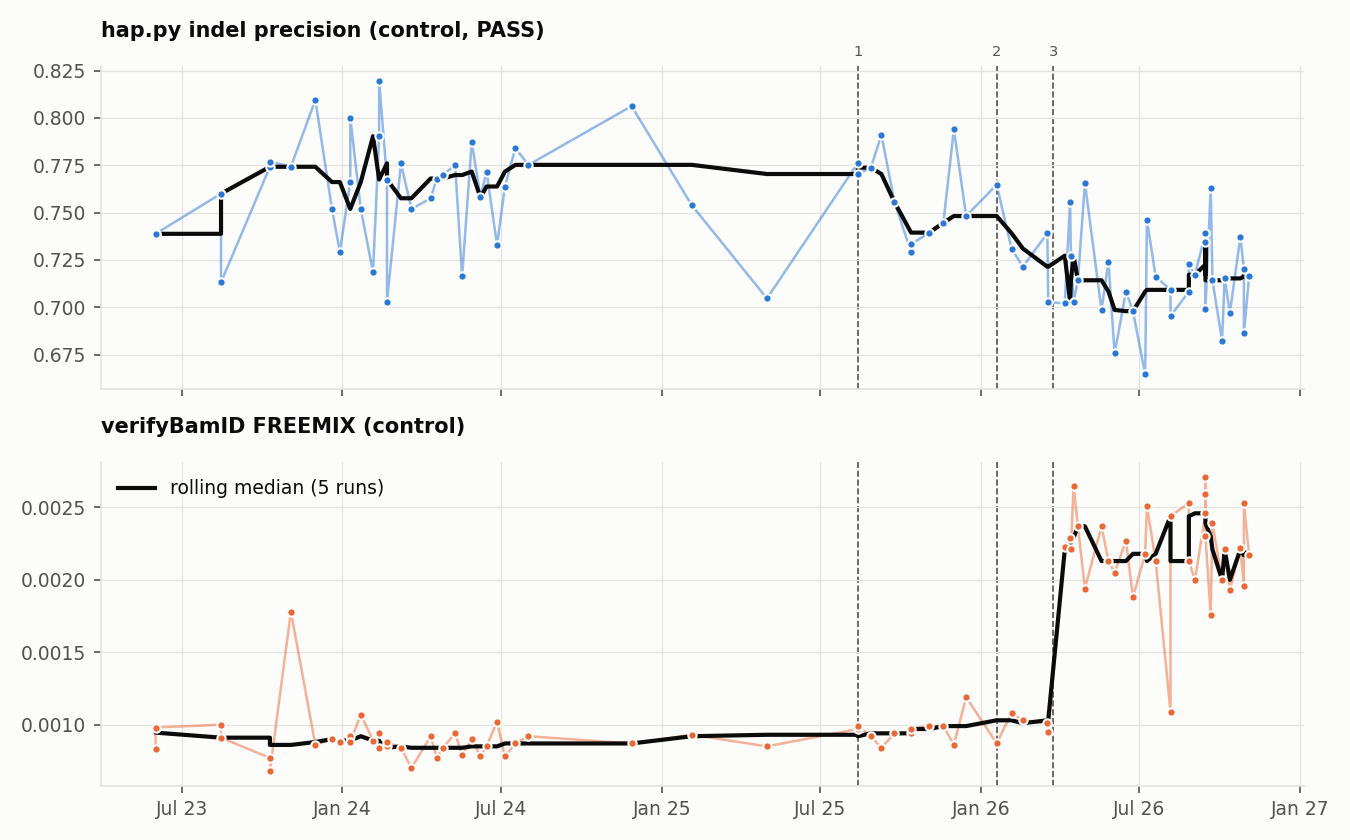 hap.py indel precision (control, PASS)
1 2 3
0.825
0.800
0.775
0.750
0.725
0.700
0.675
verifyBamID FREEMIX (control)
rolling median (5 runs)
0.0025
0.0020
0.0015
0.0010
Jul 23 Jan 24 Jul 24 Jan 25 Jul 25 Jan 26 Jul 26 Jan 27